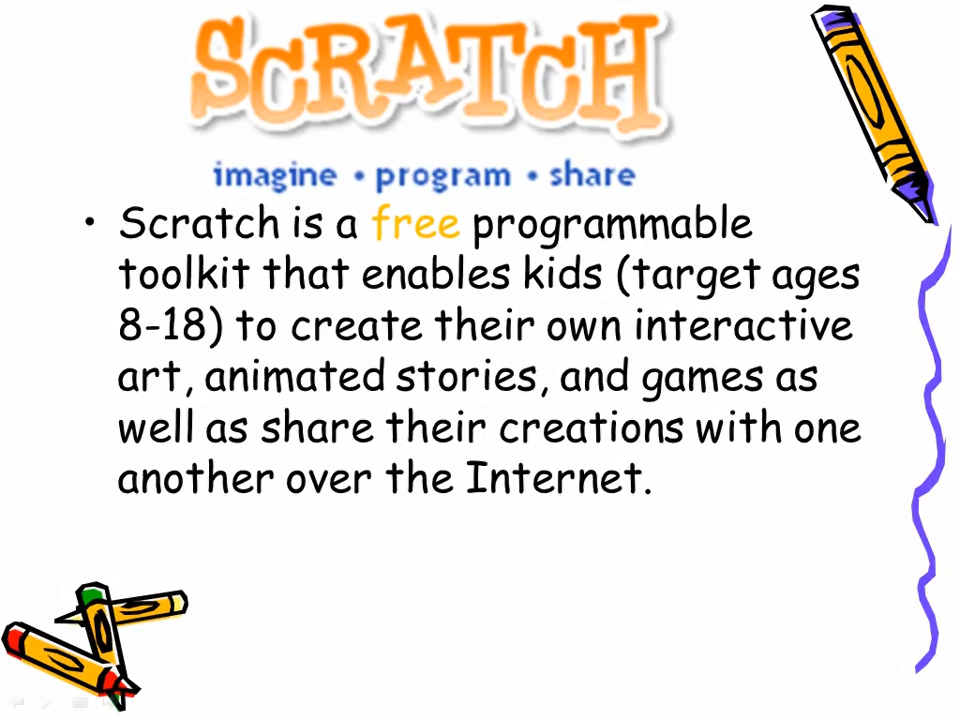 SCRATCH
imagine • program • share
• Scratch is a free programmable
toolkit that enables kids (target ages
8-18) to create their own interactive
art, animated stories, and games as
well as share their creations with one
another over the Internet.